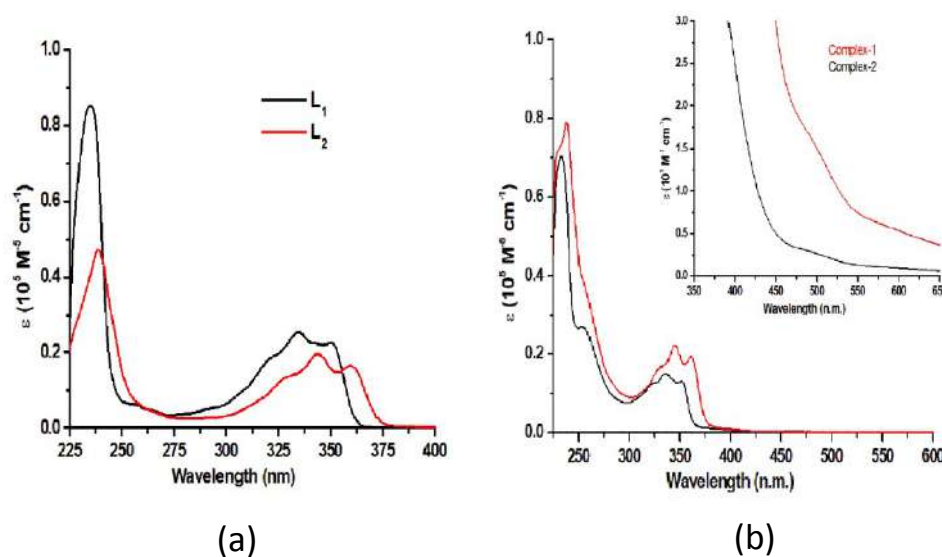 1.0
0.8
0.6
0.4
0.2
0.0
ε (10⁵ M⁻⁵ cm⁻¹)
225 250 275 300 325 350 375 400
Wavelength (nm)
L₁
L₂
(a)
1.0
0.8
0.6
0.4
0.2
0.0
ε (10⁵ M⁻⁶ cm⁻¹)
250 300 350 400 450 500 550 600
Wavelength (n.m.)
3.0
2.5
2.0
1.5
1.0
0.5
0.0
M⁻¹ cm⁻¹)
350 400 450 500 550 600 650
Wavelength (n.m.)
Complex-1
Complex-2
(b)